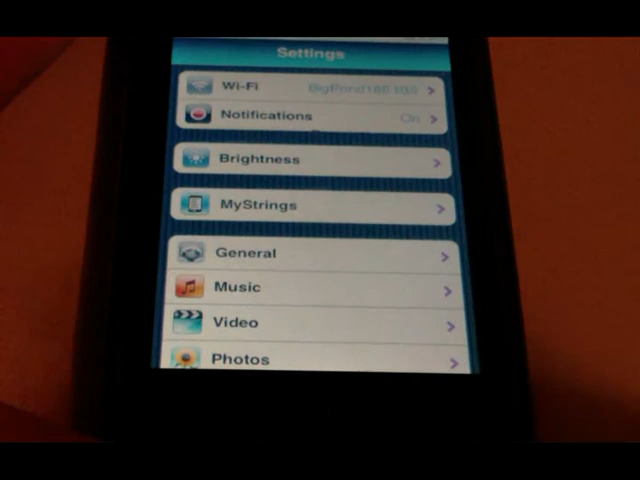 Settings
Wi-Fi
Notifications On
Brightness
MyStrings
General
Music
Video
Photos